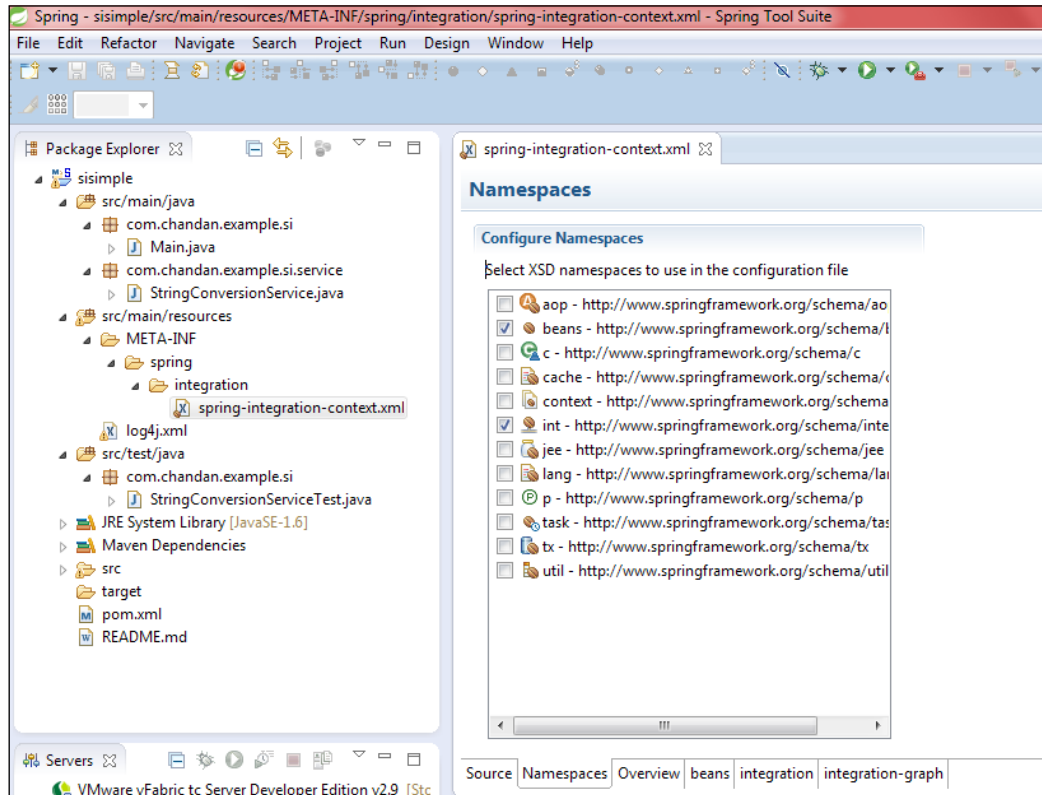 Spring - sisimple/src/main/resources/META-INF/spring/integration/spring-integration-context.xml - Spring Tool Suite
File Edit Refactor Navigate Search Project Run Design Window Help
Package Explorer
sisimple
src/main/java
com.chandan.example.si
Main.java
com.chandan.example.si.service
StringConversionService.java
src/main/resources
META-INF
spring
integration
spring-integration-context.xml
log4j.xml
src/test/java
com.chandan.example.si
StringConversionServiceTest.java
JRE System Library [JavaSE-1.6]
Maven Dependencies
src
target
pom.xml
README.md
Servers
VMware vFabric tc Server Developer Edition v2.9 [Stc
spring-integration-context.xml
Namespaces
Configure Namespaces
Select XSD namespaces to use in the configuration file
aop - http://www.springframework.org/schema/ao
beans - http://www.springframework.org/schema/
c - http://www.springframework.org/schema/c
cache - http://www.springframework.org/schema/
context - http://www.springframework.org/schema
int - http://www.springframework.org/schema/inte
jee - http://www.springframework.org/schema/jee
lang - http://www.springframework.org/schema/la
p - http://www.springframework.org/schema/p
task - http://www.springframework.org/schema/tas
tx - http://www.springframework.org/schema/tx
util - http://www.springframework.org/schema/util
Source Namespaces Overview beans integration integration-graph